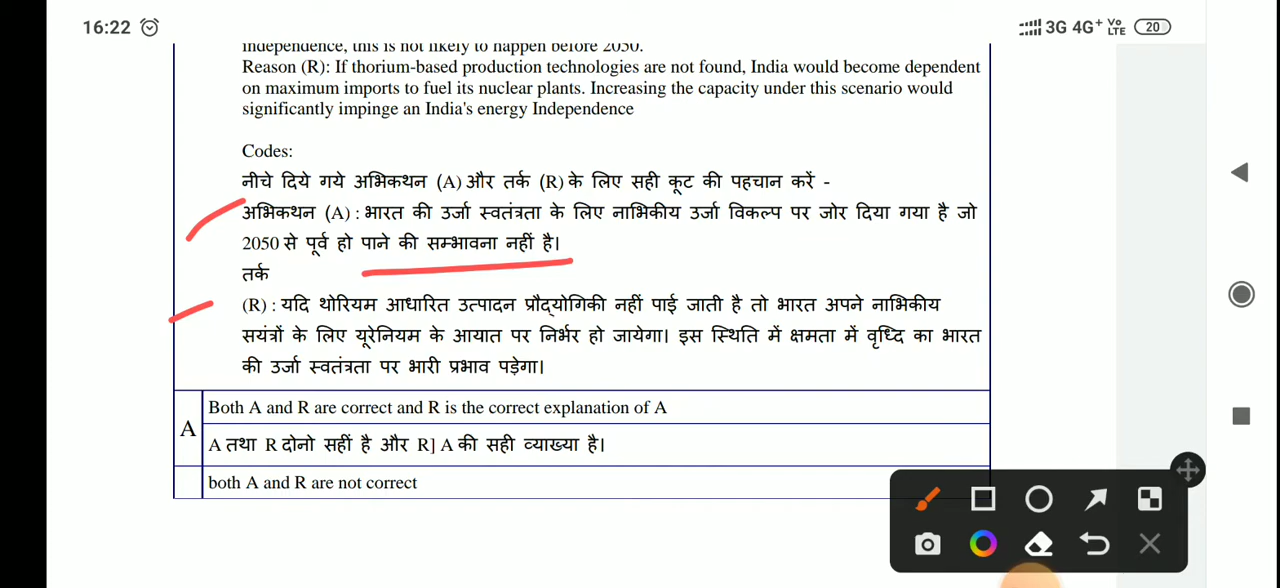 16:22 3G 4G+ Vo LTE 20
independence, this is not likely to happen before 2050.
Reason (R): If thorium-based production technologies are not found, India would become dependent
on maximum imports to fuel its nuclear plants. Increasing the capacity under this scenario would
significantly impinge an India's energy Independence
Codes:
नीचे दिये गये अभिकथन (A) और तर्क (R) के लिए सही कूट की पहचान करें -
अभिकथन (A) : भारत की उर्जा स्वतंत्रता के लिए नाभिकीय उर्जा विकल्प पर जोर दिया गया है जो
2050 से पूर्व हो पाने की सम्भावना नहीं है।
तर्क
(R) : यदि थोरियम आधारित उत्पादन प्रौद्योगिकी नहीं पाई जाती है तो भारत अपने नाभिकीय
सयंत्रों के लिए यूरेनियम के आयात पर निर्भर हो जायेगा। इस स्थिति में क्षमता में वृध्दि का भारत
की उर्जा स्वतंत्रता पर भारी प्रभाव पड़ेगा।
A
Both A and R are correct and R is the correct explanation of A
A तथा R दोनो सहीं है और R] A की सही व्याख्या है।
both A and R are not correct